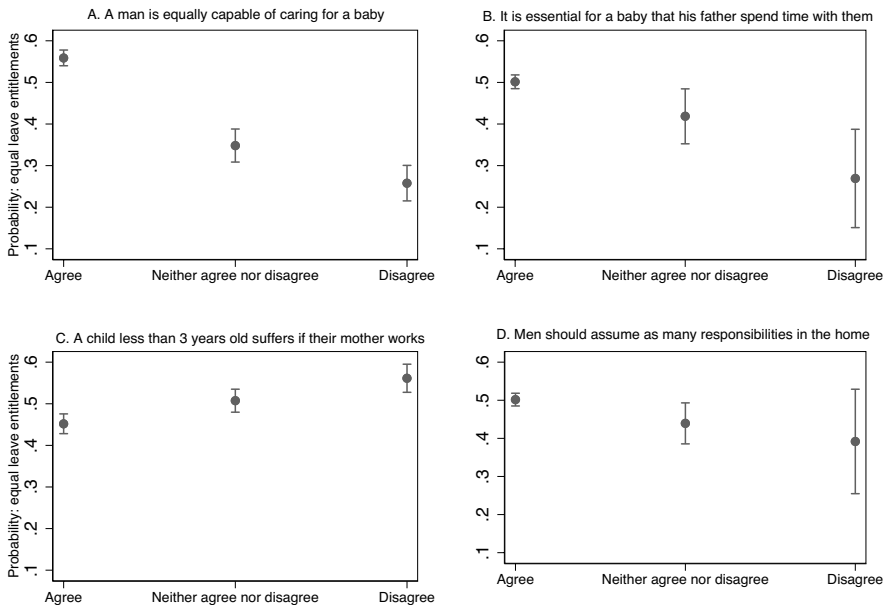 A. A man is equally capable of caring for a baby
Probability: equal leave entitlements
.6
.5
.4
.3
.2
.1
Agree
Neither agree nor disagree
Disagree
B. It is essential for a baby that his father spend time with them
.6
.5
.4
.3
.2
.1
Agree
Neither agree nor disagree
Disagree
C. A child less than 3 years old suffers if their mother works
Probability: equal leave entitlements
.6
.5
.4
.3
.2
.1
Agree
Neither agree nor disagree
Disagree
D. Men should assume as many responsibilities in the home
.6
.5
.4
.3
.2
.1
Agree
Neither agree nor disagree
Disagree